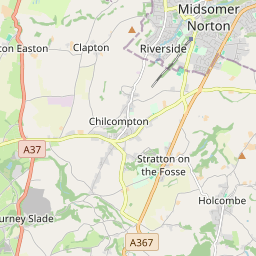 Midsomer
Norton
ton Easton
Clapton
Riverside
Chilcompton
A37
Stratton on
the Fosse
Holcombe
urney Slade
A367